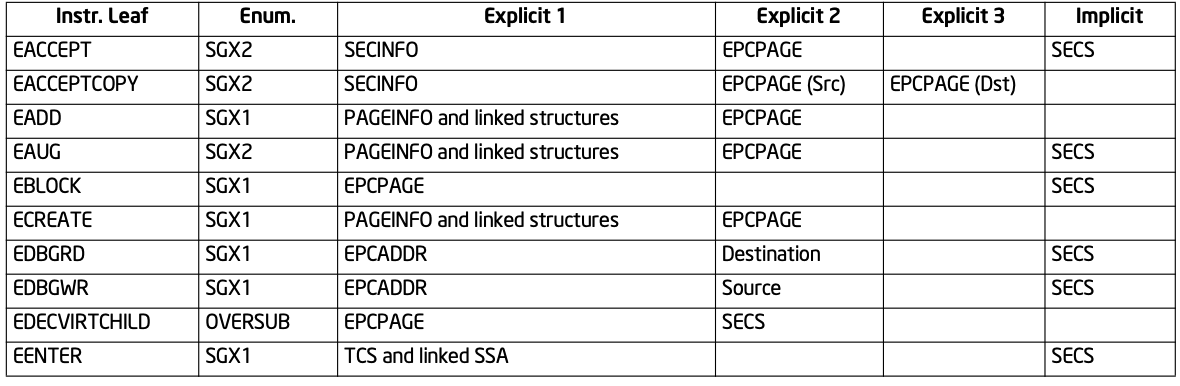 Instr. Leaf Enum. Explicit 1 Explicit 2 Explicit 3 Implicit
EACCEPT SGX2 SECINFO EPCPAGE SECS
EACCEPTCOPY SGX2 SECINFO EPCPAGE (Src) EPCPAGE (Dst)
EADD SGX1 PAGEINFO and linked structures EPCPAGE
EAUG SGX2 PAGEINFO and linked structures EPCPAGE SECS
EBLOCK SGX1 EPCPAGE SECS
ECREATE SGX1 PAGEINFO and linked structures EPCPAGE
EDBGRD SGX1 EPCADDR Destination SECS
EDBGWR SGX1 EPCADDR Source SECS
EDECVIRTCHILD OVERSUB EPCPAGE SECS
EENTER SGX1 TCS and linked SSA SECS